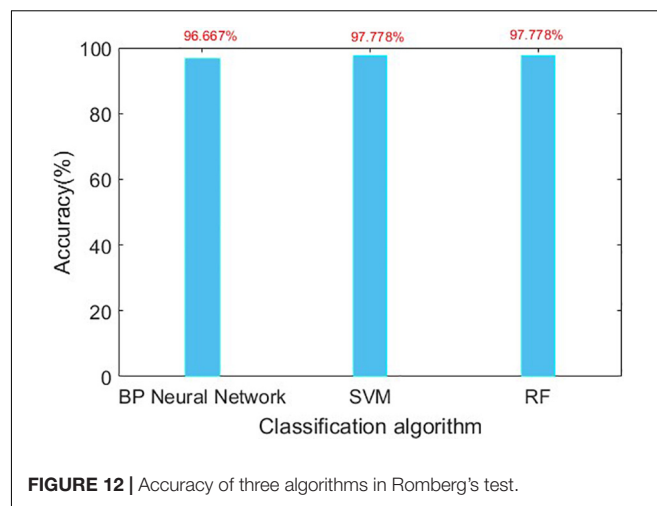 96.667%
97.778%
97.778%
100
80
60
40
20
0
Accuracy(%)
BP Neural Network
SVM
RF
Classification algorithm
FIGURE 12 | Accuracy of three algorithms in Romberg's test.